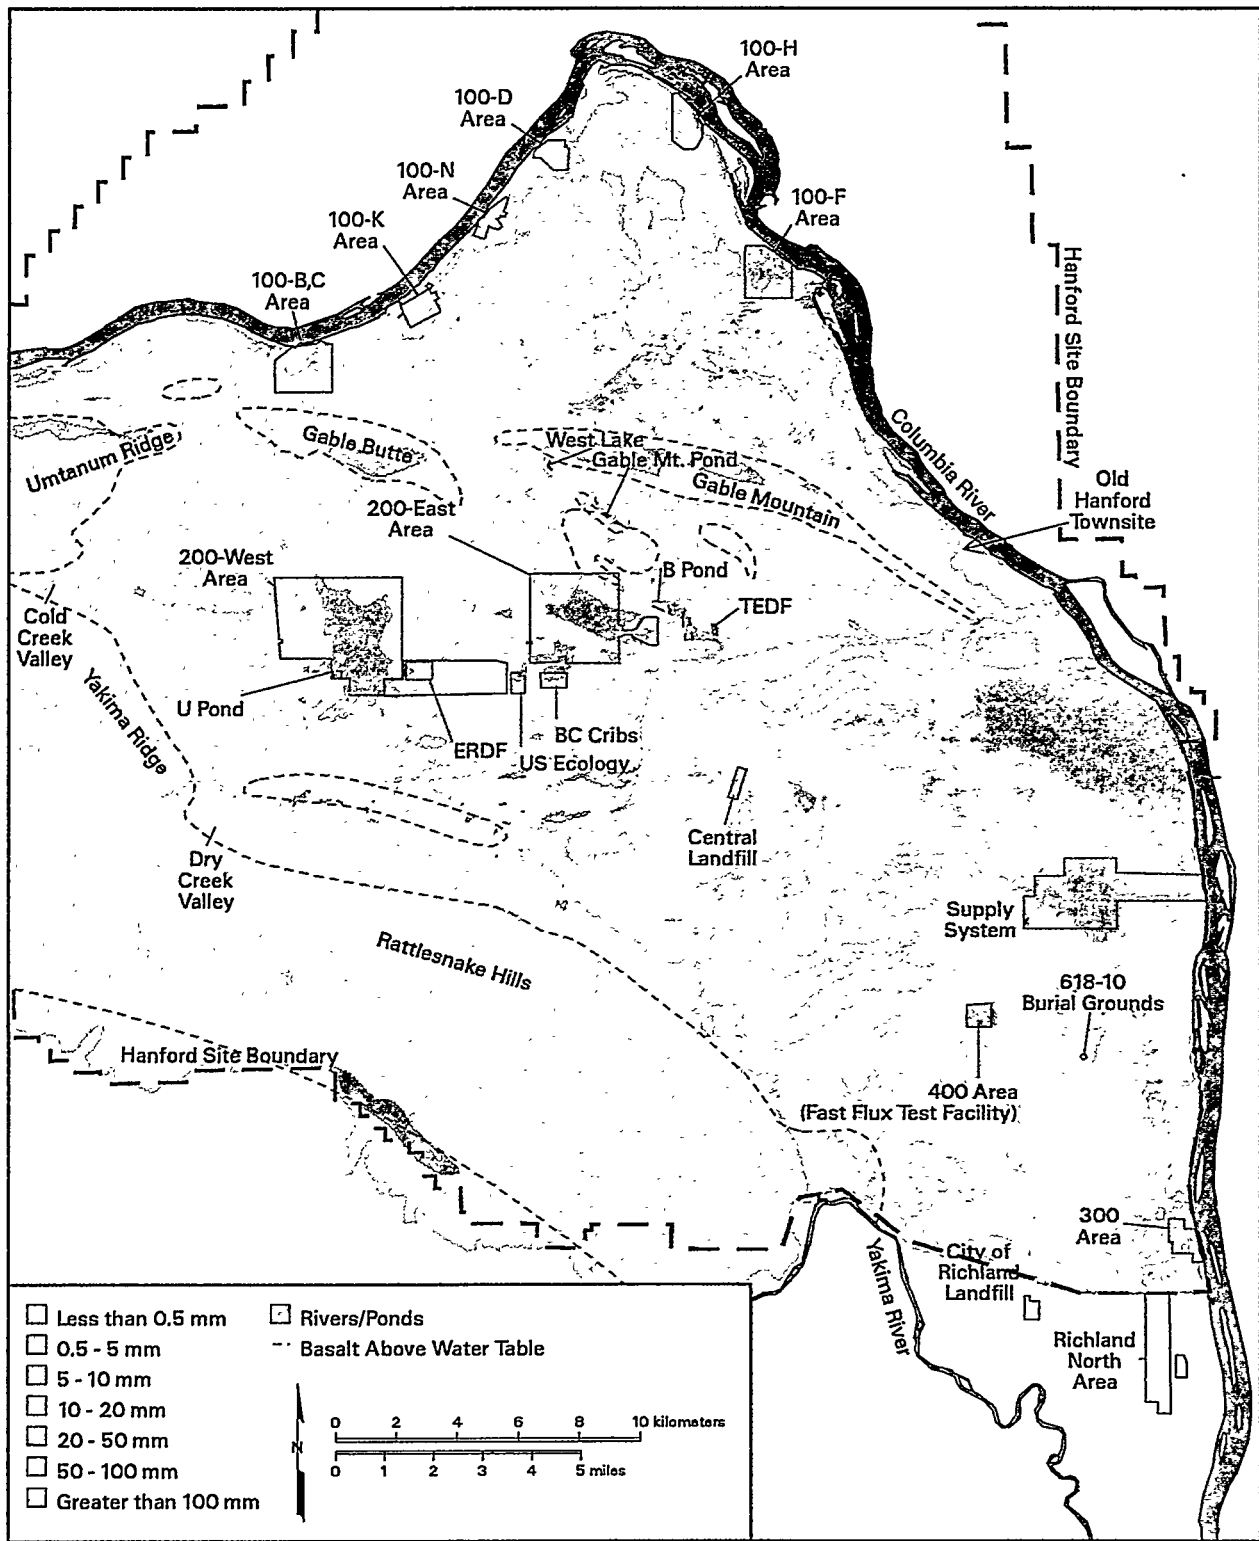 100-H
Area
100-D
Area
100-N
Area
100-F
Area
100-K
Area
100-B,C
Area
Hanford Site Boundary
Columbia River
Old
Hanford
Townsite
Umtanum Ridge
Gable Butte
West Lake
Gable Mt. Pond
Gable Mountain
200-East
Area
200-West
Area
B Pond
TEDF
Cold
Creek
Valley
Yakima Ridge
U Pond
ERDF
BC Cribs
US Ecology
Central
Landfill
Dry
Creek
Valley
Supply
System
Rattlesnake Hills
618-10
Burial Grounds
Hanford Site Boundary
400 Area
(Fast Flux Test Facility)
300
Area
City of
Richland
Landfill
Yakima River
Richland
North
Area
Less than 0.5 mm
0.5 - 5 mm
5 - 10 mm
10 - 20 mm
20 - 50 mm
50 - 100 mm
Greater than 100 mm
Rivers/Ponds
Basalt Above Water Table
N
0 2 4 6 8 10 kilometers
0 1 2 3 4 5 miles